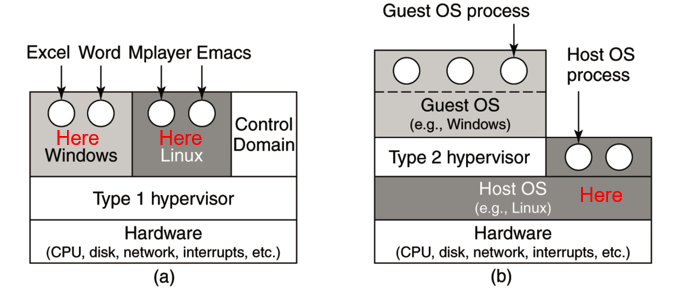 Excel Word Mplayer Emacs
Here
Windows
Here
Linux
Control
Domain
Type 1 hypervisor
Hardware
(CPU, disk, network, interrupts, etc.)
(a)
Guest OS process
Host OS
process
Guest OS
(e.g., Windows)
Type 2 hypervisor
Host OS
(e.g., Linux)
Here
Hardware
(CPU, disk, network, interrupts, etc.)
(b)